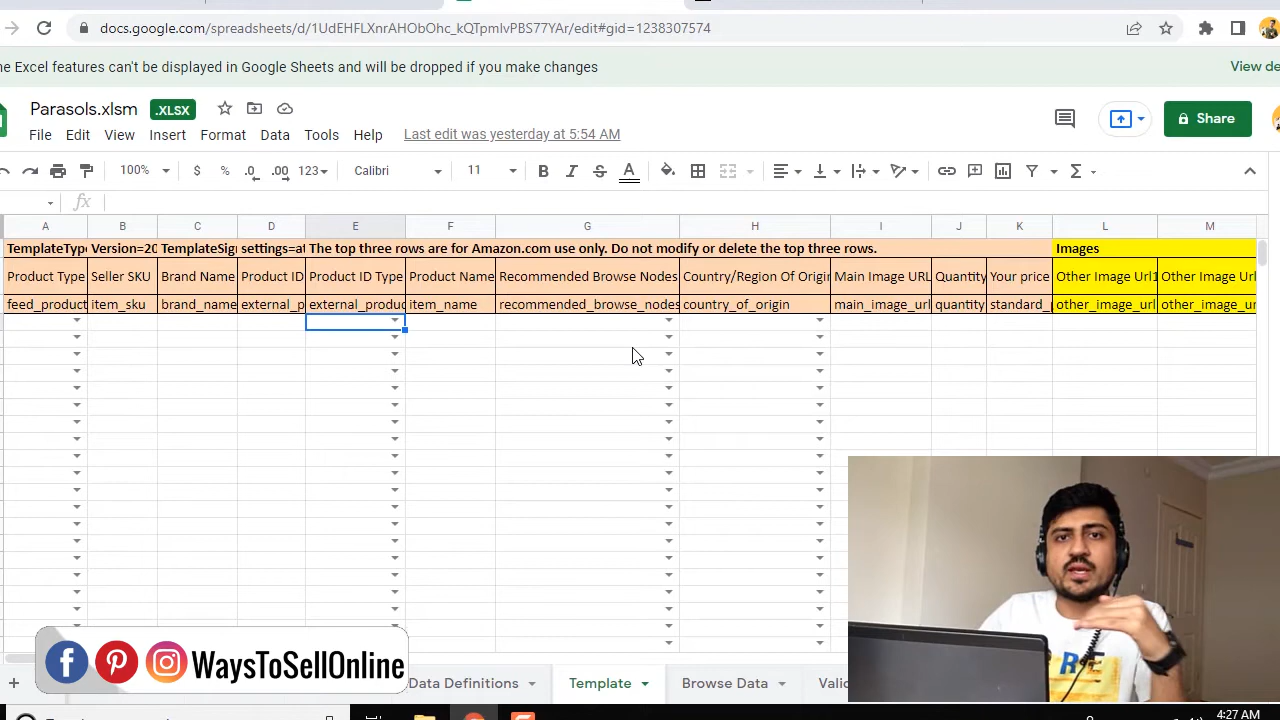 docs.google.com/spreadsheets/d/1UdEHFLXnrAHObOhc_kQTpmIvPBS77YAr/edit#gid=1238307574
e Excel features can't be displayed in Google Sheets and will be dropped if you make changes
View de
Parasols.xlsm .XLSX
File Edit View Insert Format Data Tools Help Last edit was yesterday at 5:54 AM
Share
100% $ % .0 .00 123 Calibri 11 B I S A Σ
fx
A B C D E F G H I J K L M
TemplateType Version=20 TemplateSig settings=at The top three rows are for Amazon.com use only. Do not modify or delete the top three rows. Images
Product Type Seller SKU Brand Name Product ID Product ID Type Product Name Recommended Browse Nodes Country/Region Of Origin Main Image URL Quantity Your price Other Image Url1 Other Image Url
feed_product item_sku brand_name external_p external_produc item_name recommended_browse_nodes country_of_origin main_image_url quantity standard_ other_image_url other_image_ur
WaysToSellOnline
Data Definitions Template Browse Data Vali
4:27 AM